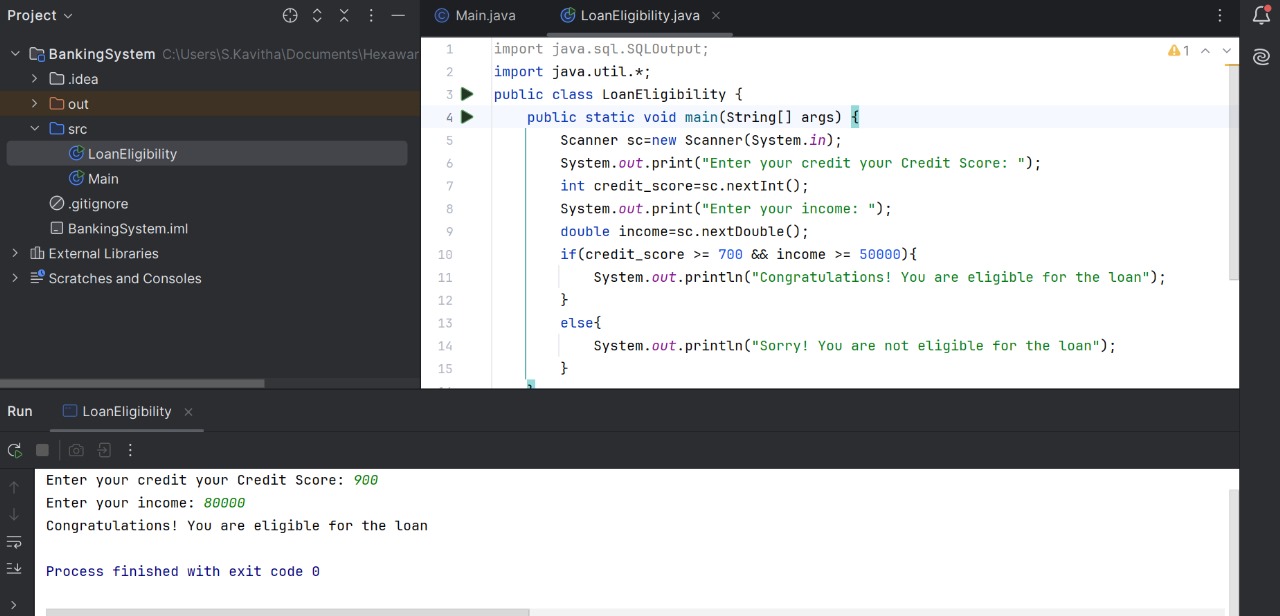 Project
BankingSystem C:\Users\S.Kavitha\Documents\Hexawar
.idea
out
src
LoanEligibility
Main
.gitignore
BankingSystem.iml
External Libraries
Scratches and Consoles
Main.java LoanEligibility.java
1
1 import java.sql.SQLOutput;
2 import java.util.*;
3 public class LoanEligibility {
4 public static void main(String[] args) {
5 Scanner sc=new Scanner(System.in);
6 System.out.print("Enter your credit your Credit Score: ");
7 int credit_score=sc.nextInt();
8 System.out.print("Enter your income: ");
9 double income=sc.nextDouble();
10 if(credit_score >= 700 && income >= 50000){
11 System.out.println("Congratulations! You are eligible for the loan");
12 }
13 else{
14 System.out.println("Sorry! You are not eligible for the loan");
15 }
Run LoanEligibility
Enter your credit your Credit Score: 900
Enter your income: 80000
Congratulations! You are eligible for the loan
Process finished with exit code 0